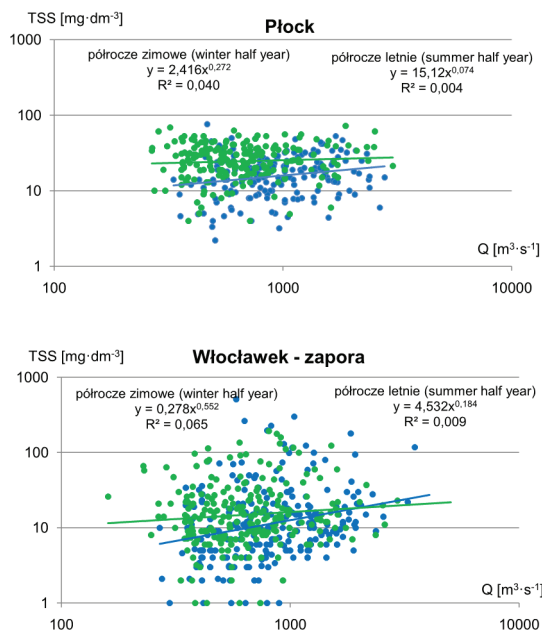 TSS [mg·dm-³]
Płock
1000
półrocze zimowe (winter half year)
y = 2,416x^0,272
R² = 0,040
półrocze letnie (summer half year)
y = 15,12x^0,074
R² = 0,004
100
10
Q [m³·s-¹]
1
100
1000
10000
TSS [mg·dm-³]
Włocławek - zapora
1000
półrocze zimowe (winter half year)
y = 0,278x^0,552
R² = 0,065
półrocze letnie (summer half year)
y = 4,532x^0,184
R² = 0,009
100
10
Q [m³·s-¹]
1
100
1000
10000